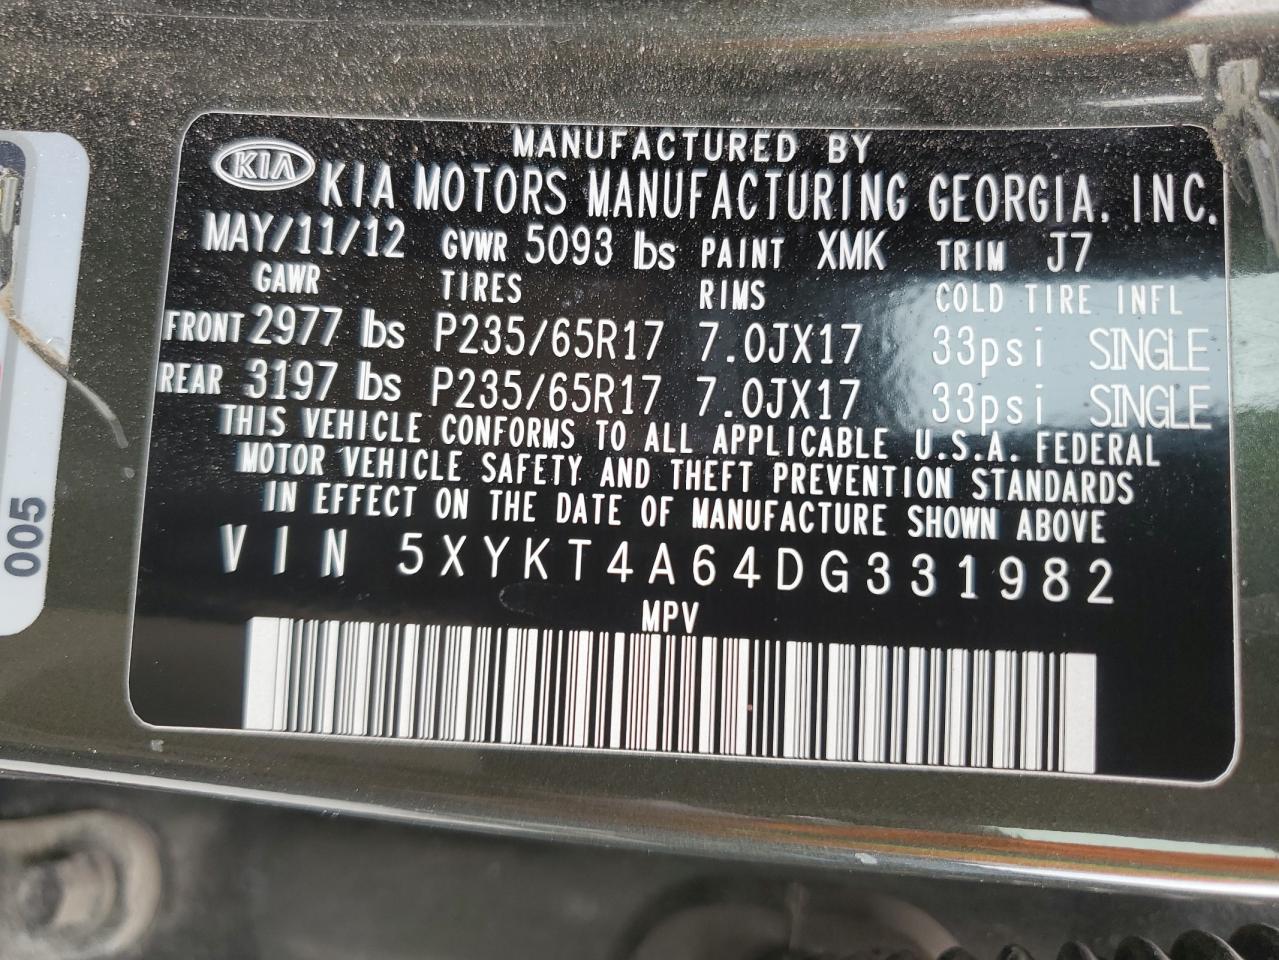 MANUFACTURED BY
KIA KIA MOTORS MANUFACTURING GEORGIA, INC.
MAY/11/12 GVWR 5093 lbs PAINT XMK TRIM J7
GAWR TIRES RIMS COLD TIRE INFL
FRONT 2977 lbs P235/65R17 7.0JX17 33psi SINGLE
REAR 3197 lbs P235/65R17 7.0JX17 33psi SINGLE
THIS VEHICLE CONFORMS TO ALL APPLICABLE U.S.A. FEDERAL
MOTOR VEHICLE SAFETY AND THEFT PREVENTION STANDARDS
IN EFFECT ON THE DATE OF MANUFACTURE SHOWN ABOVE
VIN 5XYKT4A64DG331982
MPV
005